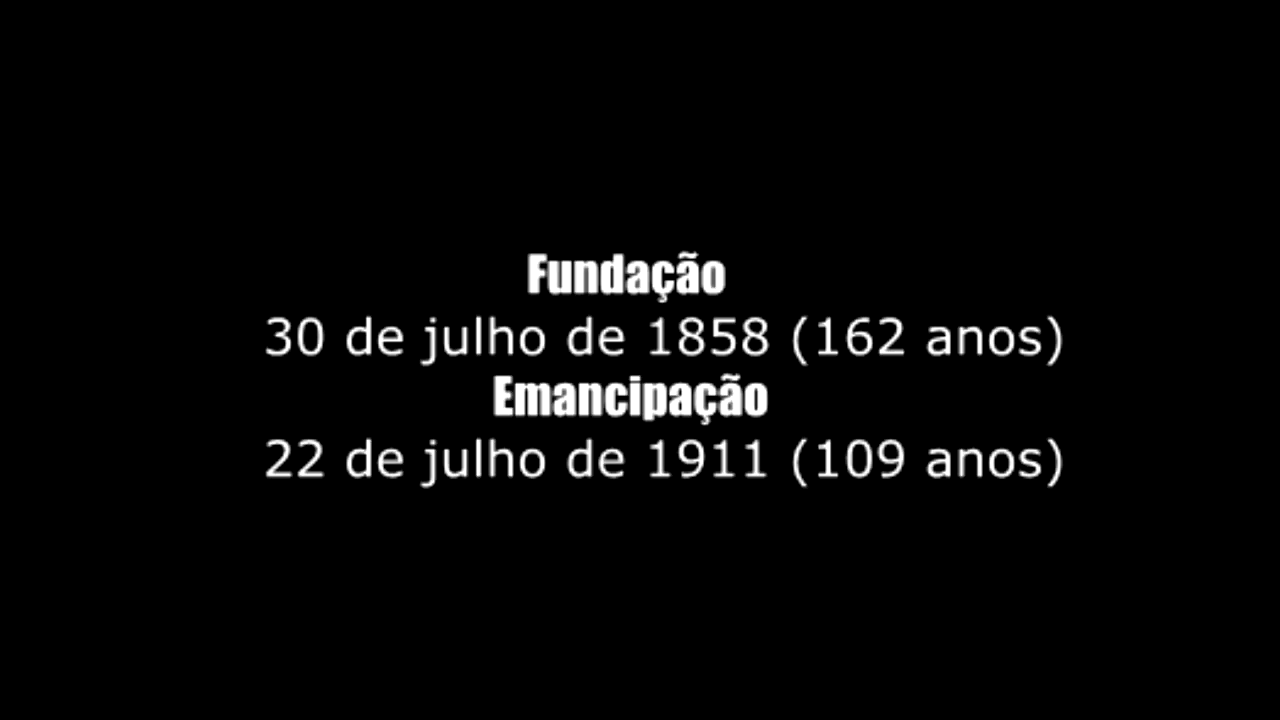 Fundação
30 de julho de 1858 (162 anos)
Emancipação
22 de julho de 1911 (109 anos)